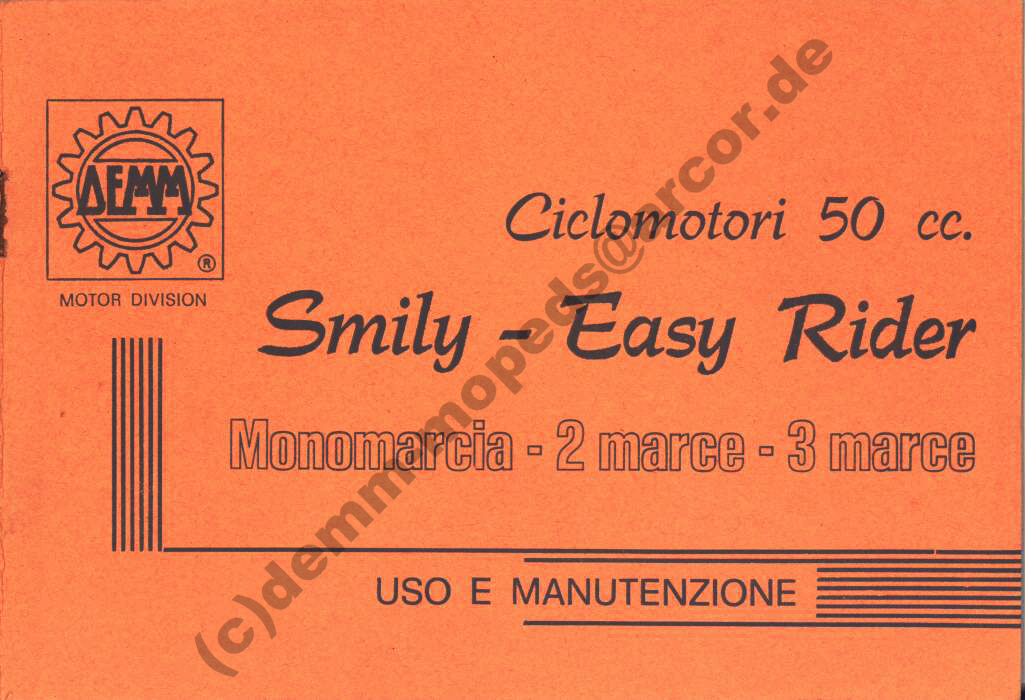 DEMM
®
MOTOR DIVISION
Ciclomotori 50 cc.
Smily - Easy Rider
Monomarcia - 2 marce - 3 marce
USO E MANUTENZIONE
(c)demmmopeds@arcor.de